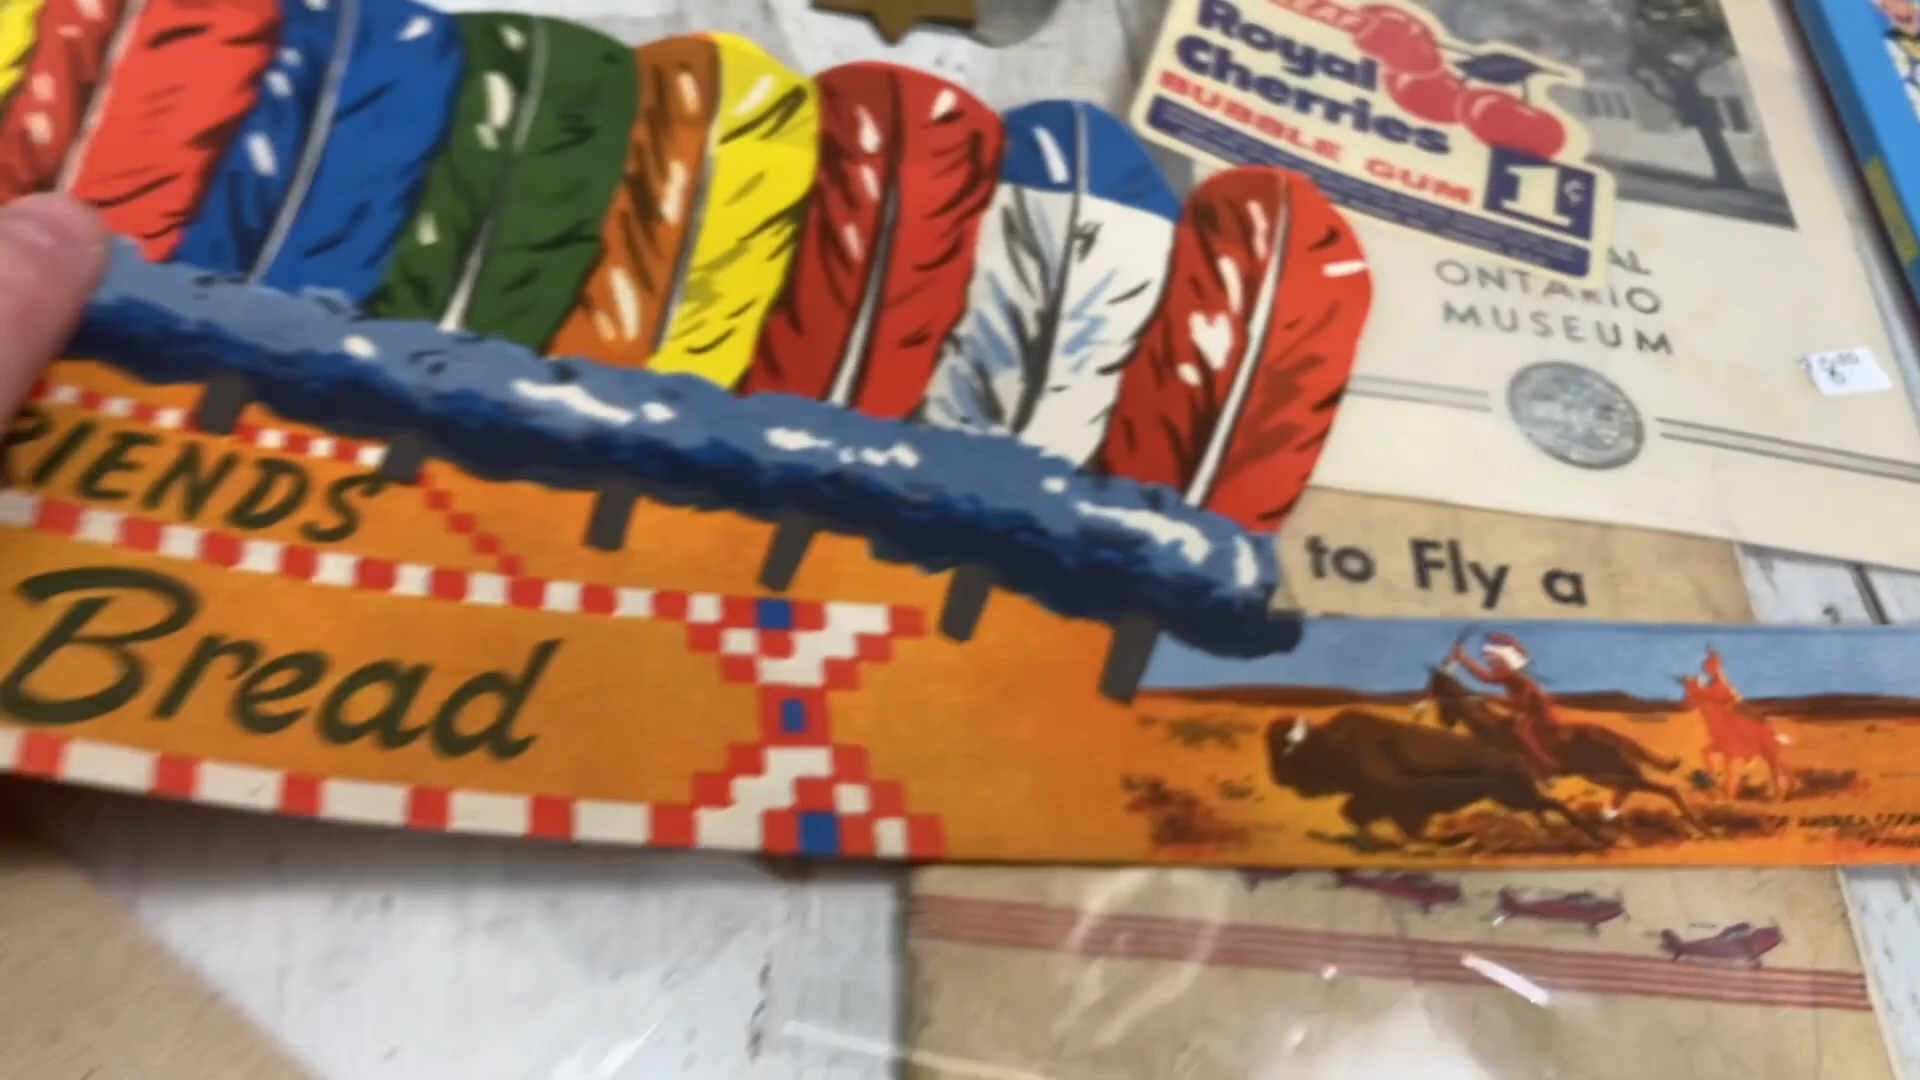 Royal
Cherries
BUBBLE GUM
1¢
ONTARIO
MUSEUM
RIENDS
to Fly a
Bread